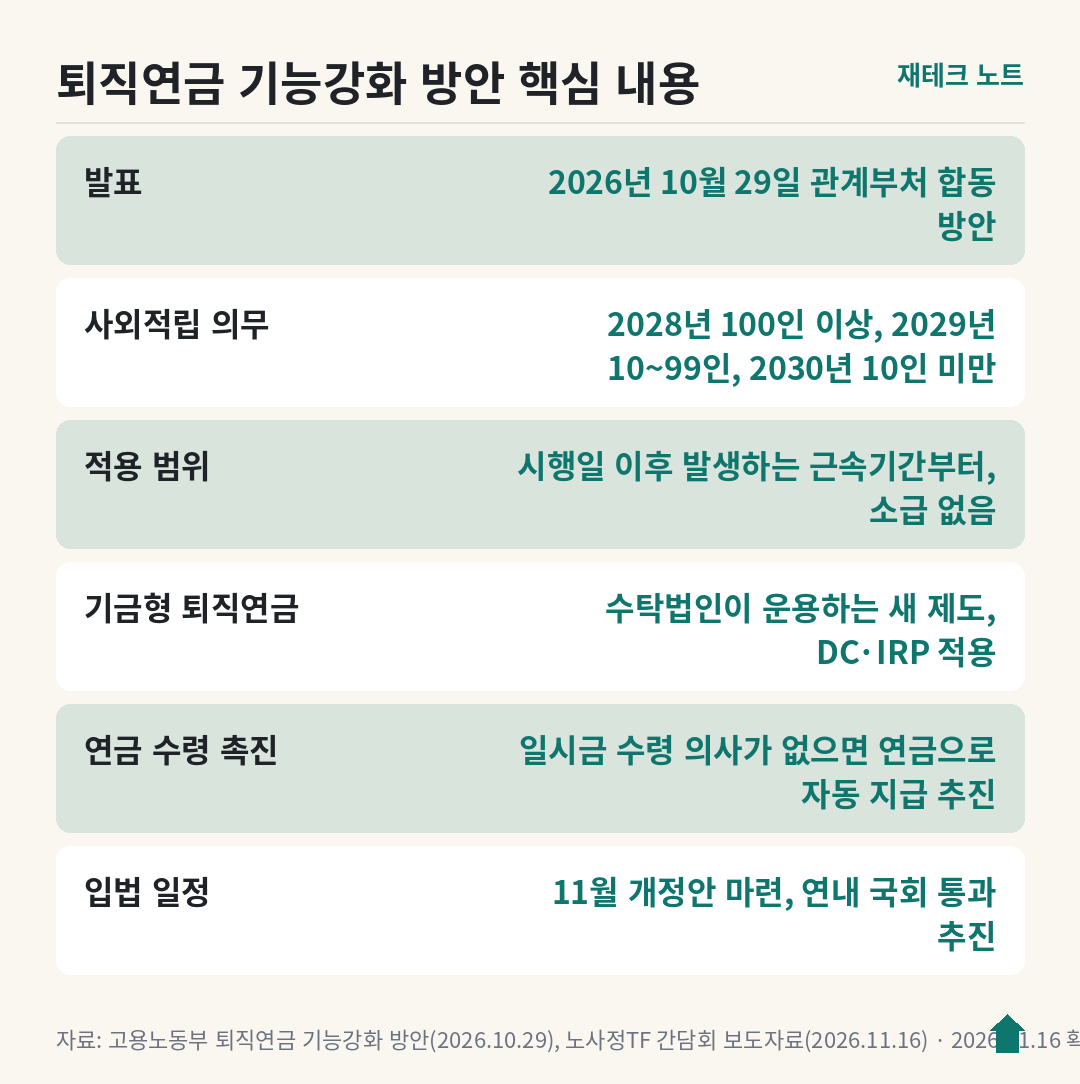 퇴직연금 기능강화 방안 핵심 내용
재테크 노트
발표
2026년 10월 29일 관계부처 합동
방안
사외적립 의무
2028년 100인 이상, 2029년
10~99인, 2030년 10인 미만
적용 범위
시행일 이후 발생하는 근속기간부터,
소급 없음
기금형 퇴직연금
수탁법인이 운용하는 새 제도,
DC·IRP 적용
연금 수령 촉진
일시금 수령 의사가 없으면 연금으로
자동 지급 추진
입법 일정
11월 개정안 마련, 연내 국회 통과
추진
자료: 고용노동부 퇴직연금 기능강화 방안(2026.10.29), 노사정TF 간담회 보도자료(2026.11.16) ·